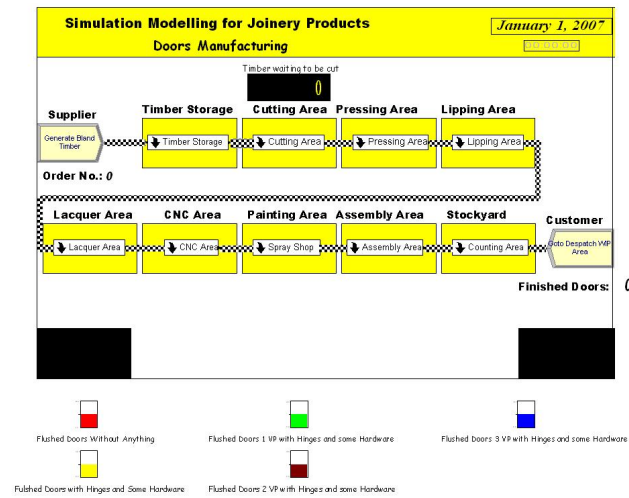 Simulation Modelling for Joinery Products
January 1, 2007
Doors Manufacturing
00:00:00
Timber waiting to be cut
0
Supplier
Timber Storage
Cutting Area
Pressing Area
Lipping Area
Generate Bland
Timber
Timber Storage
Cutting Area
Pressing Area
Lipping Area
Order No.: 0
Lacquer Area
CNC Area
Painting Area
Assembly Area
Stockyard
Customer
Lacquer Area
CNC Area
Spray Shop
Assembly Area
Counting Area
Goto Despatch WIP
Area
Finished Doors: 0
Flushed Doors Without Anything
Flushed Doors 1 VP with Hinges and some Hardware
Flushed Doors 3 VP with Hinges and some Hardware
Fulshed Doors with Hinges and Some Hardware
Flushed Doors 2 VP with Hinges and some Hardware